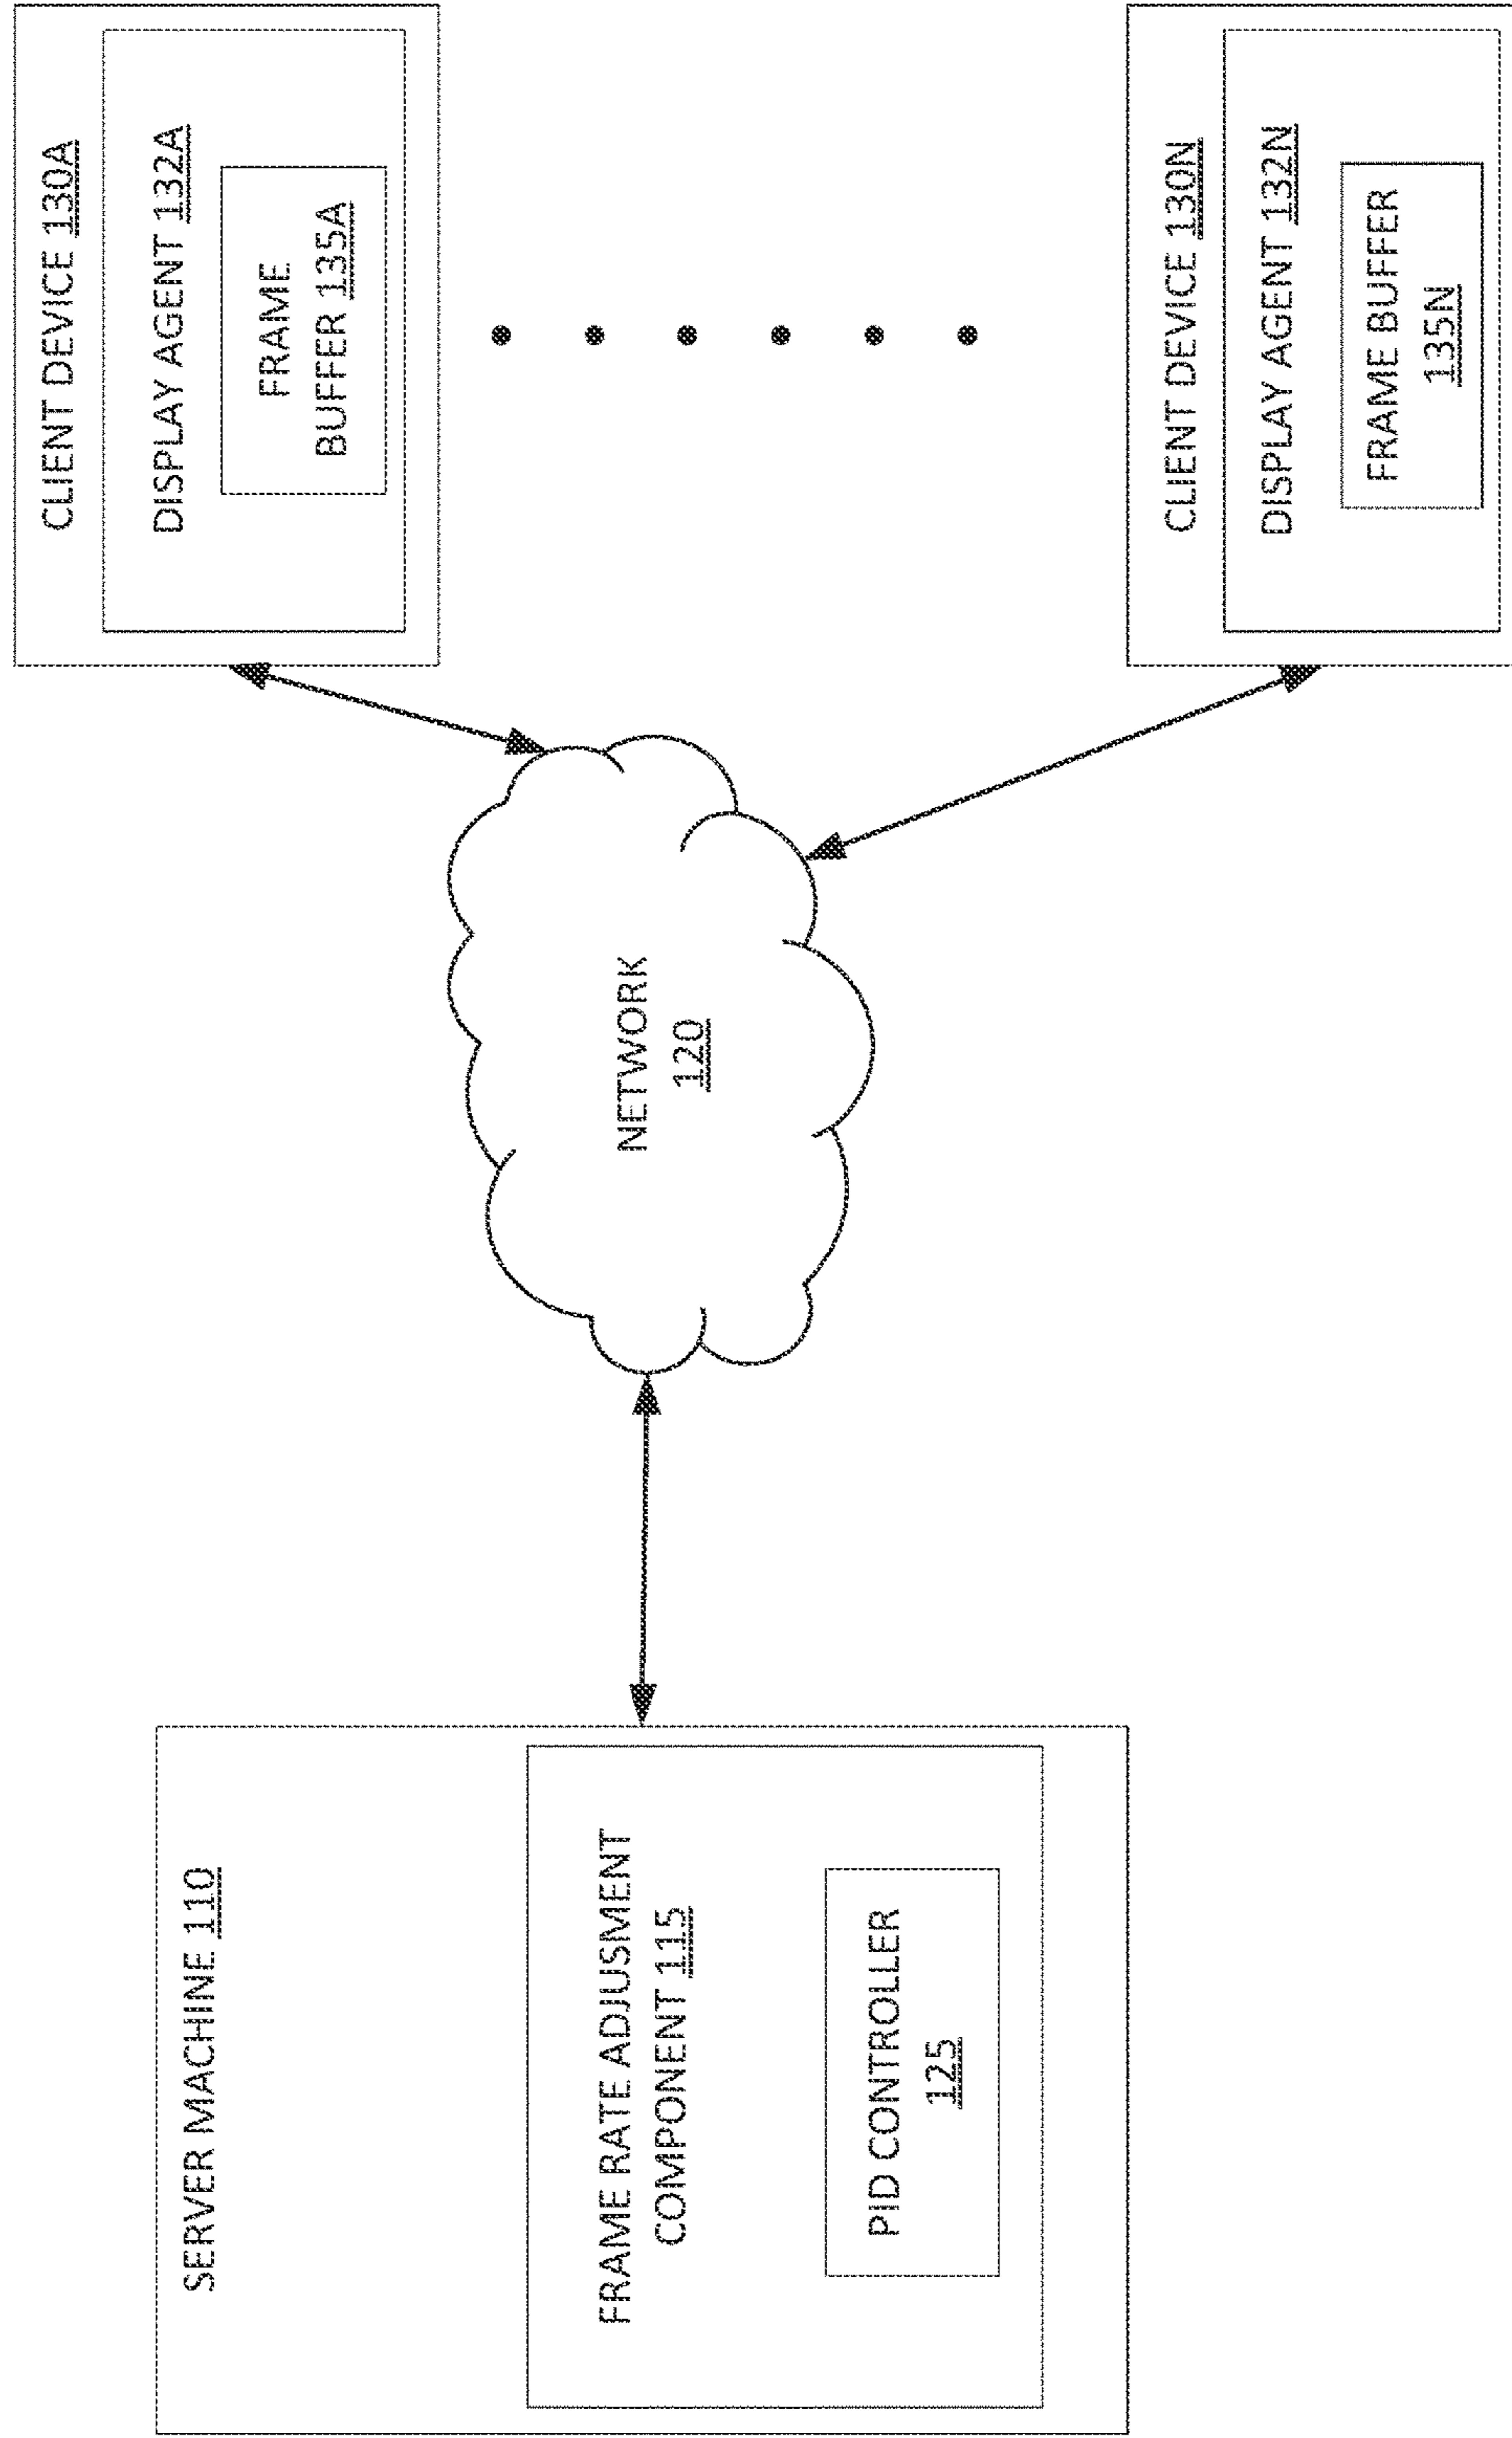 SERVER MACHINE 110
FRAME RATE ADJUSMENT
COMPONENT 115
PID CONTROLLER
125
NETWORK
120
CLIENT DEVICE 130A
DISPLAY AGENT 132A
FRAME
BUFFER 135A
CLIENT DEVICE 130N
DISPLAY AGENT 132N
FRAME BUFFER
135N